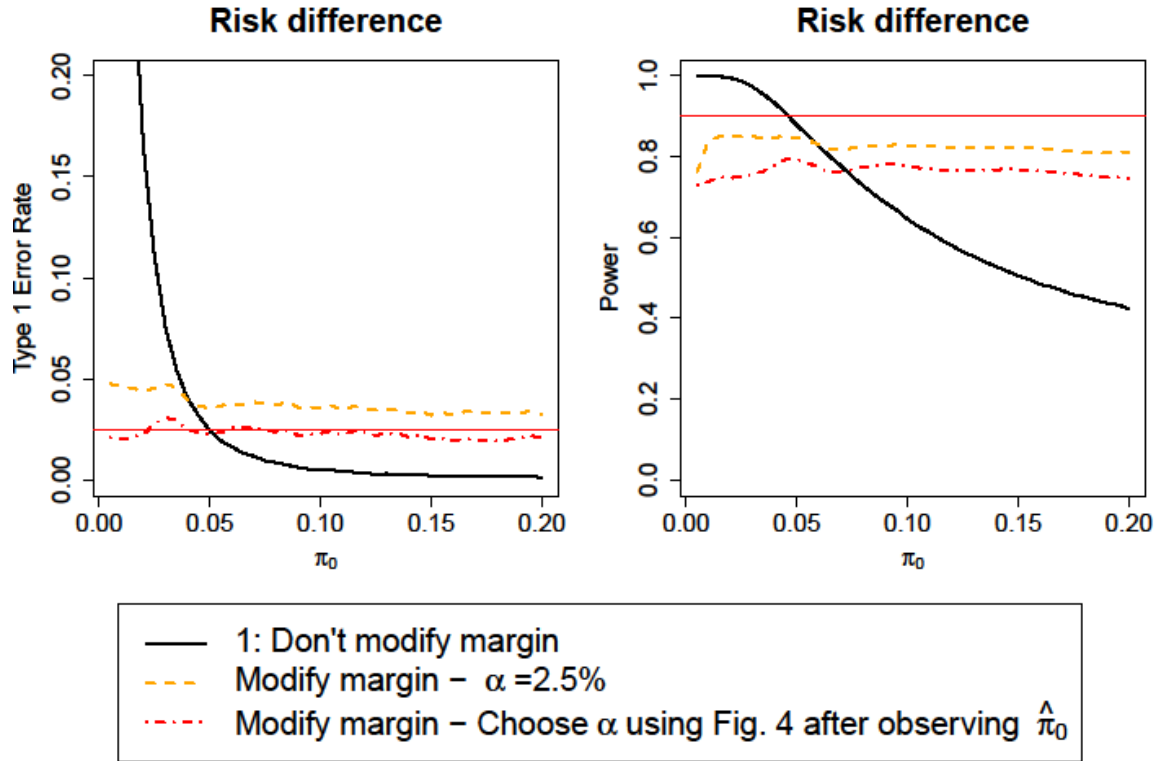 Risk difference
Type 1 Error Rate
0.20
0.15
0.10
0.05
0.00
0.00 0.05 0.10 0.15 0.20
π₀
Risk difference
Power
1.0
0.8
0.6
0.4
0.2
0.0
0.00 0.05 0.10 0.15 0.20
π₀
1: Don't modify margin
Modify margin − α =2.5%
Modify margin − Choose α using Fig. 4 after observing π̂₀